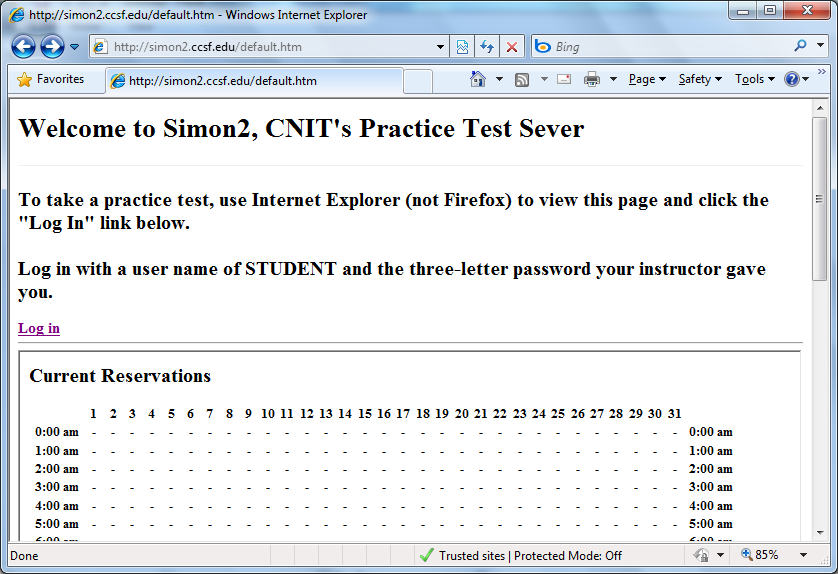 http://simon2.ccsf.edu/default.htm - Windows Internet Explorer
http://simon2.ccsf.edu/default.htm
Bing
Favorites
http://simon2.ccsf.edu/default.htm
Page
Safety
Tools
Welcome to Simon2, CNIT's Practice Test Sever
To take a practice test, use Internet Explorer (not Firefox) to view this page and click the
"Log In" link below.
Log in with a user name of STUDENT and the three-letter password your instructor gave
you.
Log in
Current Reservations
1 2 3 4 5 6 7 8 9 10 11 12 13 14 15 16 17 18 19 20 21 22 23 24 25 26 27 28 29 30 31
0:00 am - - - - - - - - - - - - - - - - - - - - - - - - - - - - - - - 0:00 am
1:00 am - - - - - - - - - - - - - - - - - - - - - - - - - - - - - - - 1:00 am
2:00 am - - - - - - - - - - - - - - - - - - - - - - - - - - - - - - - 2:00 am
3:00 am - - - - - - - - - - - - - - - - - - - - - - - - - - - - - - - 3:00 am
4:00 am - - - - - - - - - - - - - - - - - - - - - - - - - - - - - - - 4:00 am
5:00 am - - - - - - - - - - - - - - - - - - - - - - - - - - - - - - - 5:00 am
Done
Trusted sites | Protected Mode: Off
85%